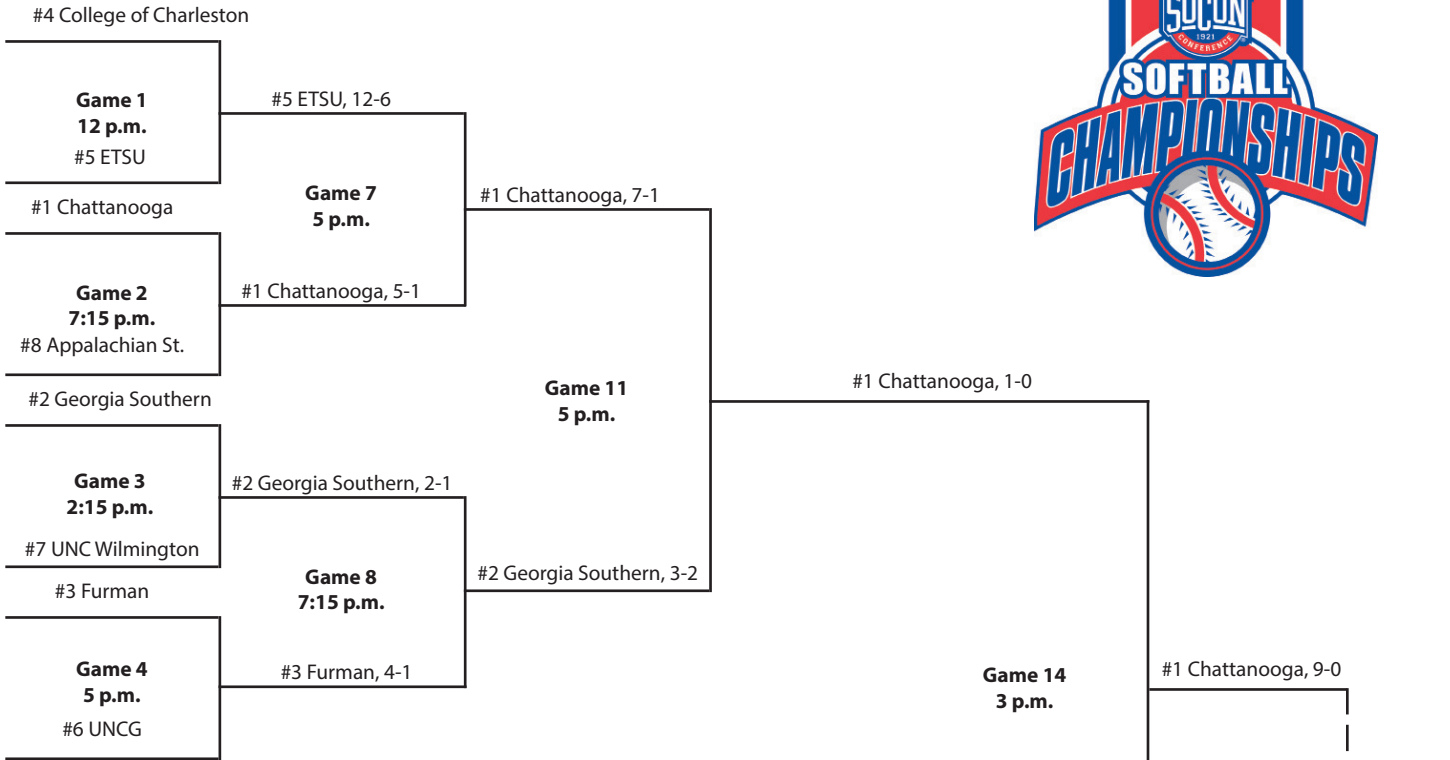 #4 College of Charleston
Game 1
12 p.m.
#5 ETSU
#5 ETSU, 12-6
#1 Chattanooga
Game 2
7:15 p.m.
#8 Appalachian St.
#1 Chattanooga, 5-1
Game 7
5 p.m.
#1 Chattanooga, 7-1
#2 Georgia Southern
Game 3
2:15 p.m.
#7 UNC Wilmington
#2 Georgia Southern, 2-1
#3 Furman
Game 4
5 p.m.
#6 UNCG
#3 Furman, 4-1
Game 8
7:15 p.m.
#2 Georgia Southern, 3-2
Game 11
5 p.m.
#1 Chattanooga, 1-0
Game 14
3 p.m.
#1 Chattanooga, 9-0
SOCON
1921
CONFERENCE
SOFTBALL
CHAMPIONSHIPS